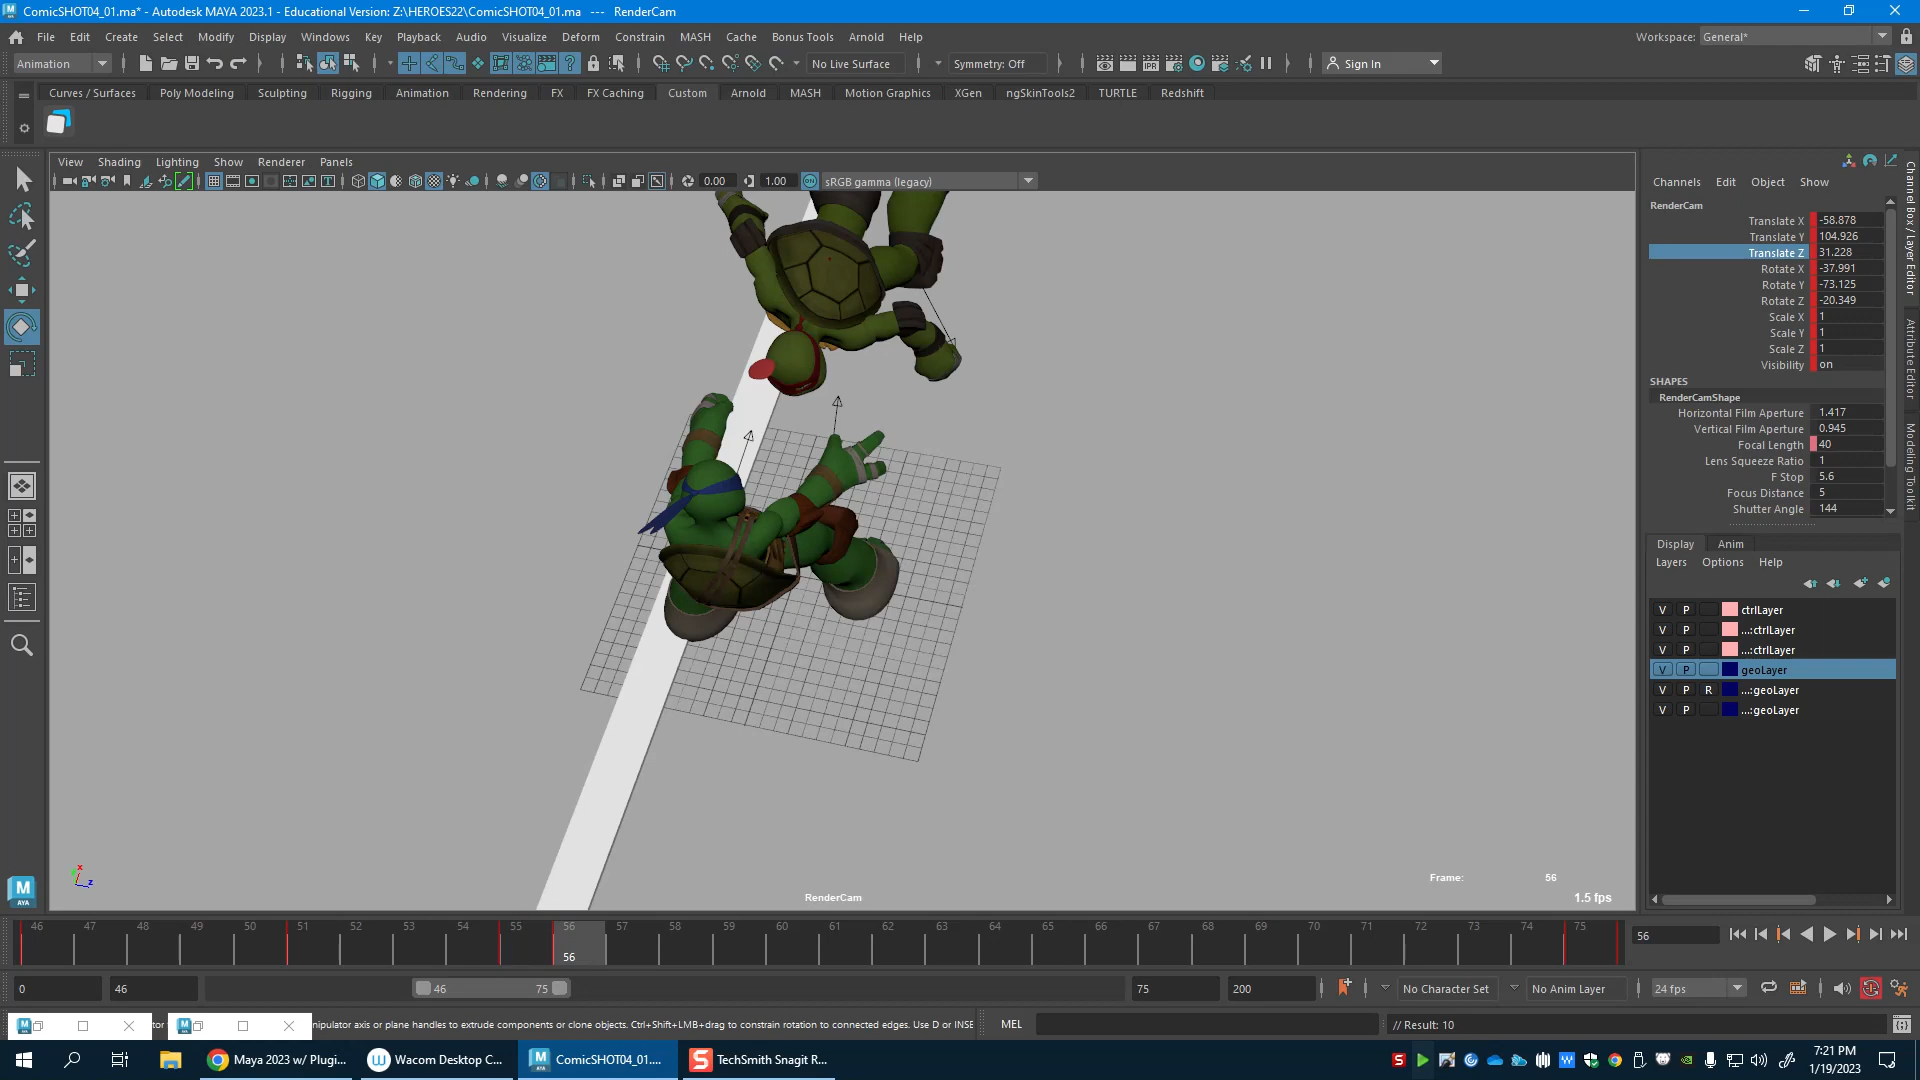 ComicSHOT04_01.ma* - Autodesk MAYA 2023.1 - Educational Version: Z:\HEROES22\ComicSHOT04_01.ma --- RenderCam
File Edit Create Select Modify Display Windows Key Playback Audio Visualize Deform Constrain MASH Cache Bonus Tools Arnold Help
Workspace: General*
Animation
No Live Surface
Symmetry: Off
IPR
Sign In
Curves / Surfaces Poly Modeling Sculpting Rigging Animation Rendering FX FX Caching Custom Arnold MASH Motion Graphics XGen ngSkinTools2 TURTLE Redshift
View Shading Lighting Show Renderer Panels
0.00 1.00 ON sRGB gamma (legacy)
Channels Edit Object Show
RenderCam
Translate X -58.878
Translate Y 104.926
Translate Z 31.228
Rotate X -37.991
Rotate Y -73.125
Rotate Z -20.349
Scale X 1
Scale Y 1
Scale Z 1
Visibility on
SHAPES
RenderCamShape
Horizontal Film Aperture 1.417
Vertical Film Aperture 0.945
Focal Length 40
Lens Squeeze Ratio 1
F Stop 5.6
Focus Distance 5
Shutter Angle 144
Channel Box / Layer Editor
Attribute Editor
Modeling Toolkit
Display Anim
Layers Options Help
V P ctrlLayer
V P ...:ctrlLayer
V P ...:ctrlLayer
V P geoLayer
V P R ...:geoLayer
V P ...:geoLayer
x
z
M
AYA
RenderCam
Frame: 56
1.5 fps
46 47 48 49 50 51 52 53 54 55 56 57 58 59 60 61 62 63 64 65 66 67 68 69 70 71 72 73 74 75
56
56
0 46 46 75 75 200 No Character Set No Anim Layer 24 fps
nipulator axis or plane handles to extrude components or clone objects. Ctrl+Shift+LMB+drag to constrain rotation to connected edges. Use D or INSE
MEL
// Result: 10
Maya 2023 w/ Plugi...
Wacom Desktop C...
ComicSHOT04_01....
TechSmith Snagit R...
7:21 PM
1/19/2023